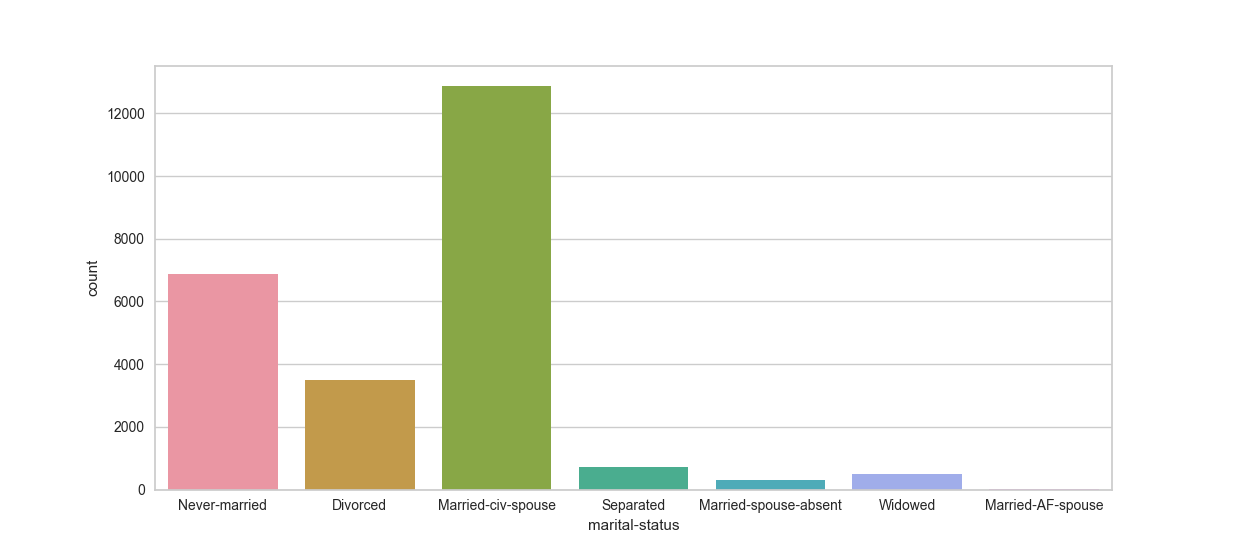 12000
10000
8000
6000
4000
2000
0
count
Never-married Divorced Married-civ-spouse Separated Married-spouse-absent Widowed Married-AF-spouse
marital-status